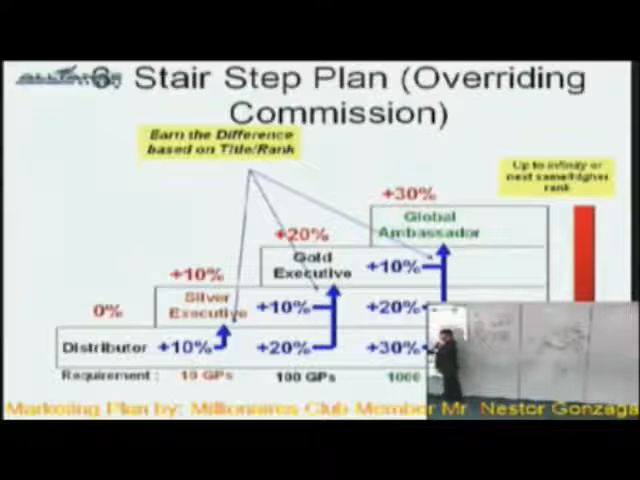 6. Stair Step Plan (Overriding
Commission)
Earn the Difference
based on Title/Rank
Up to infinity or
next same/higher
rank
+30%
Global
Ambassador
+20%
Gold
Executive
+10%
+10%
Silver
Executive
+10%
+20%
0%
Distributor
+10%
+20%
+30%
Requirement :
10 GPs
100 GPs
1000
Marketing Plan by: Millionaires Club Member Mr. Nestor Gonzaga